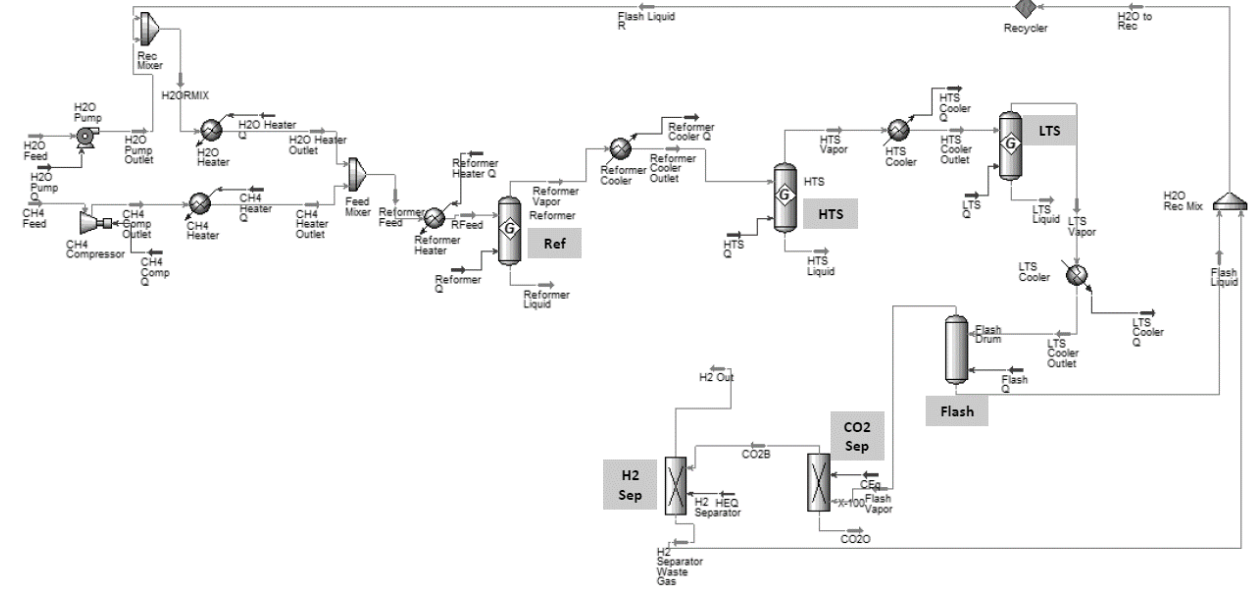 Flash Liquid
R
Recycler
H2O to
Rec
Rec
Mixer
H2ORMIX
H2O
Pump
H2O
Feed
H2O
Pump
Outlet
H2O
Pump
Q
H2O Heater
Q
H2O
Heater
H2O Heater
Outlet
CH4
Feed
CH4
Compressor
CH4
Comp
Outlet
CH4
Comp
Q
CH4
Heater
CH4
Heater
Q
CH4
Heater
Outlet
Feed
Mixer
Reformer
Feed
Reformer
Heater Q
Reformer
Heater
RFeed
Reformer
Vapor
Reformer
G
Ref
Reformer
Q
Reformer
Liquid
Reformer
Cooler
Reformer
Cooler Q
Reformer
Cooler
Outlet
HTS
G
HTS
HTS
Q
HTS
Liquid
HTS
Vapor
HTS
Cooler
HTS
Cooler
Q
HTS
Cooler
Outlet
G
LTS
LTS
Q
LTS
Liquid
LTS
Vapor
LTS
Cooler
LTS
Cooler
Q
LTS
Cooler
Outlet
H2O
Rec Mix
Flash
Liquid
Flash
Drum
Flash
Q
Flash
H2 Out
H2
Sep
H2
Separator
HEQ
H2
Separator
Waste
Gas
CO2B
CO2
Sep
CEq
X-100
Flash
Vapor
CO2O